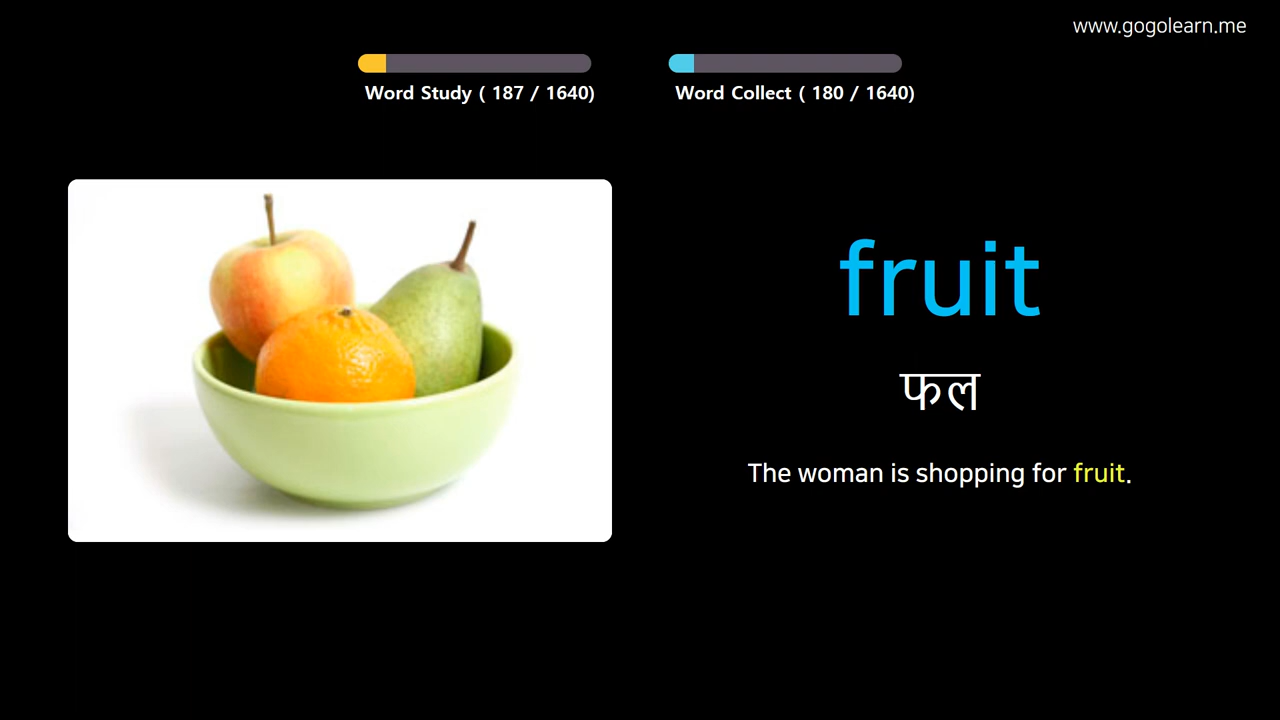 www.gogolearn.me
Word Study ( 187 / 1640)
Word Collect ( 180 / 1640)
fruit
फल
The woman is shopping for fruit.